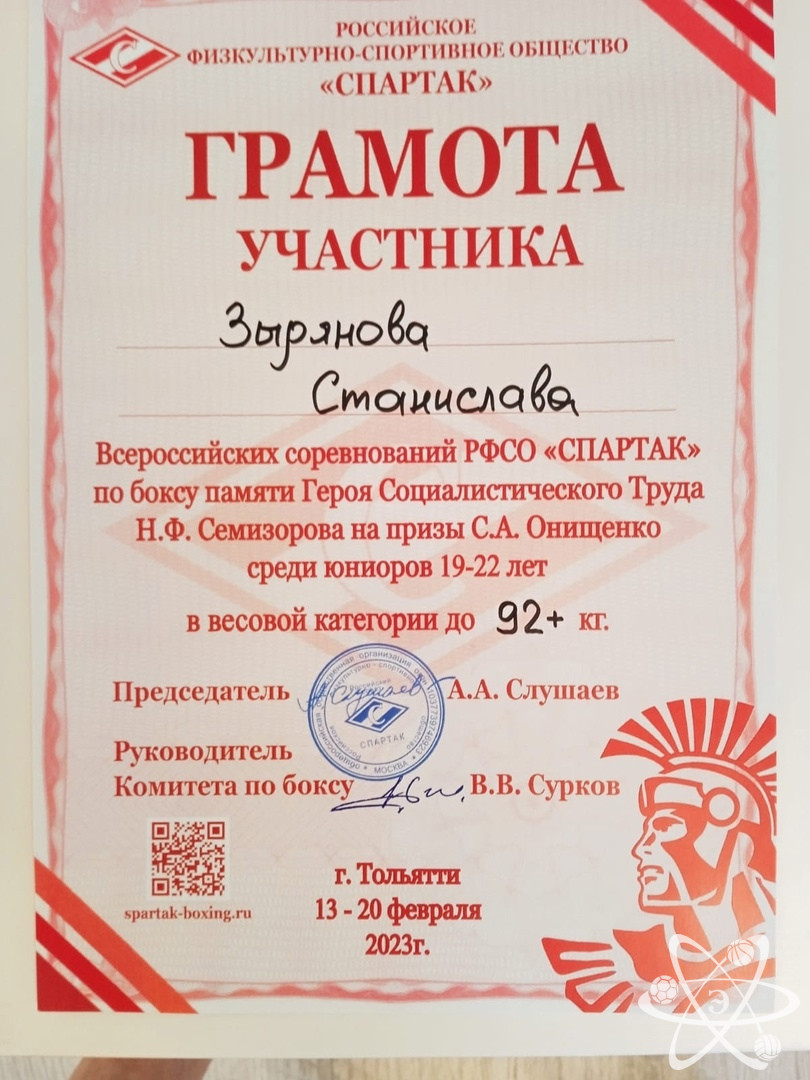 РОССИЙСКОЕ
ФИЗКУЛЬТУРНО-СПОРТИВНОЕ ОБЩЕСТВО
«СПАРТАК»
ГРАМОТА
УЧАСТНИКА
Зырянова
Станислава
Всероссийских соревнований РФСО «СПАРТАК»
по боксу памяти Героя Социалистического Труда
Н.Ф. Семизорова на призы С.А. Онищенко
среди юниоров 19-22 лет
в весовой категории до 92+ кг.
Председатель А.А. Слушаев
СПАРТАК
МОСКВА
Руководитель
Комитета по боксу В.В. Сурков
spartak-boxing.ru
г. Тольятти
13 - 20 февраля
2023г.